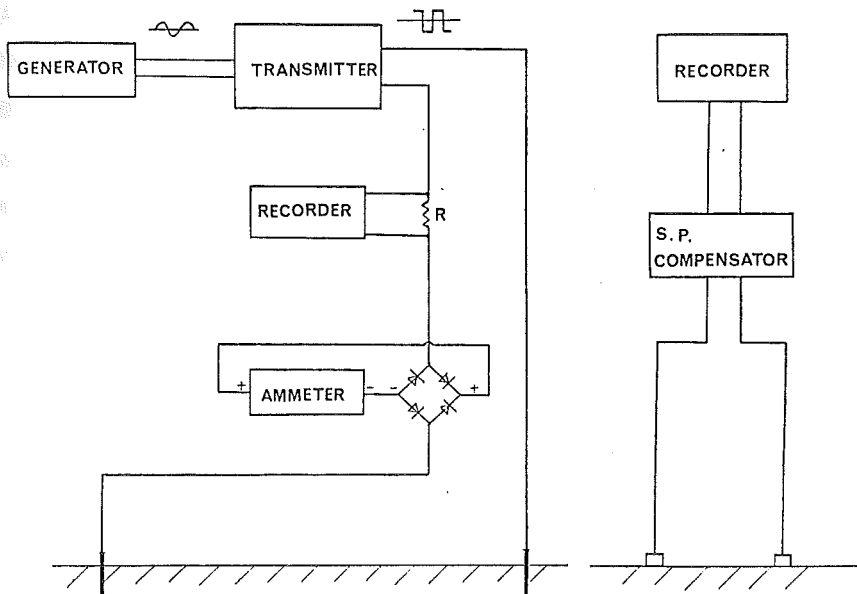 GENERATOR
TRANSMITTER
RECORDER
R
+
AMMETER
-
-
+
RECORDER
S.P.
COMPENSATOR